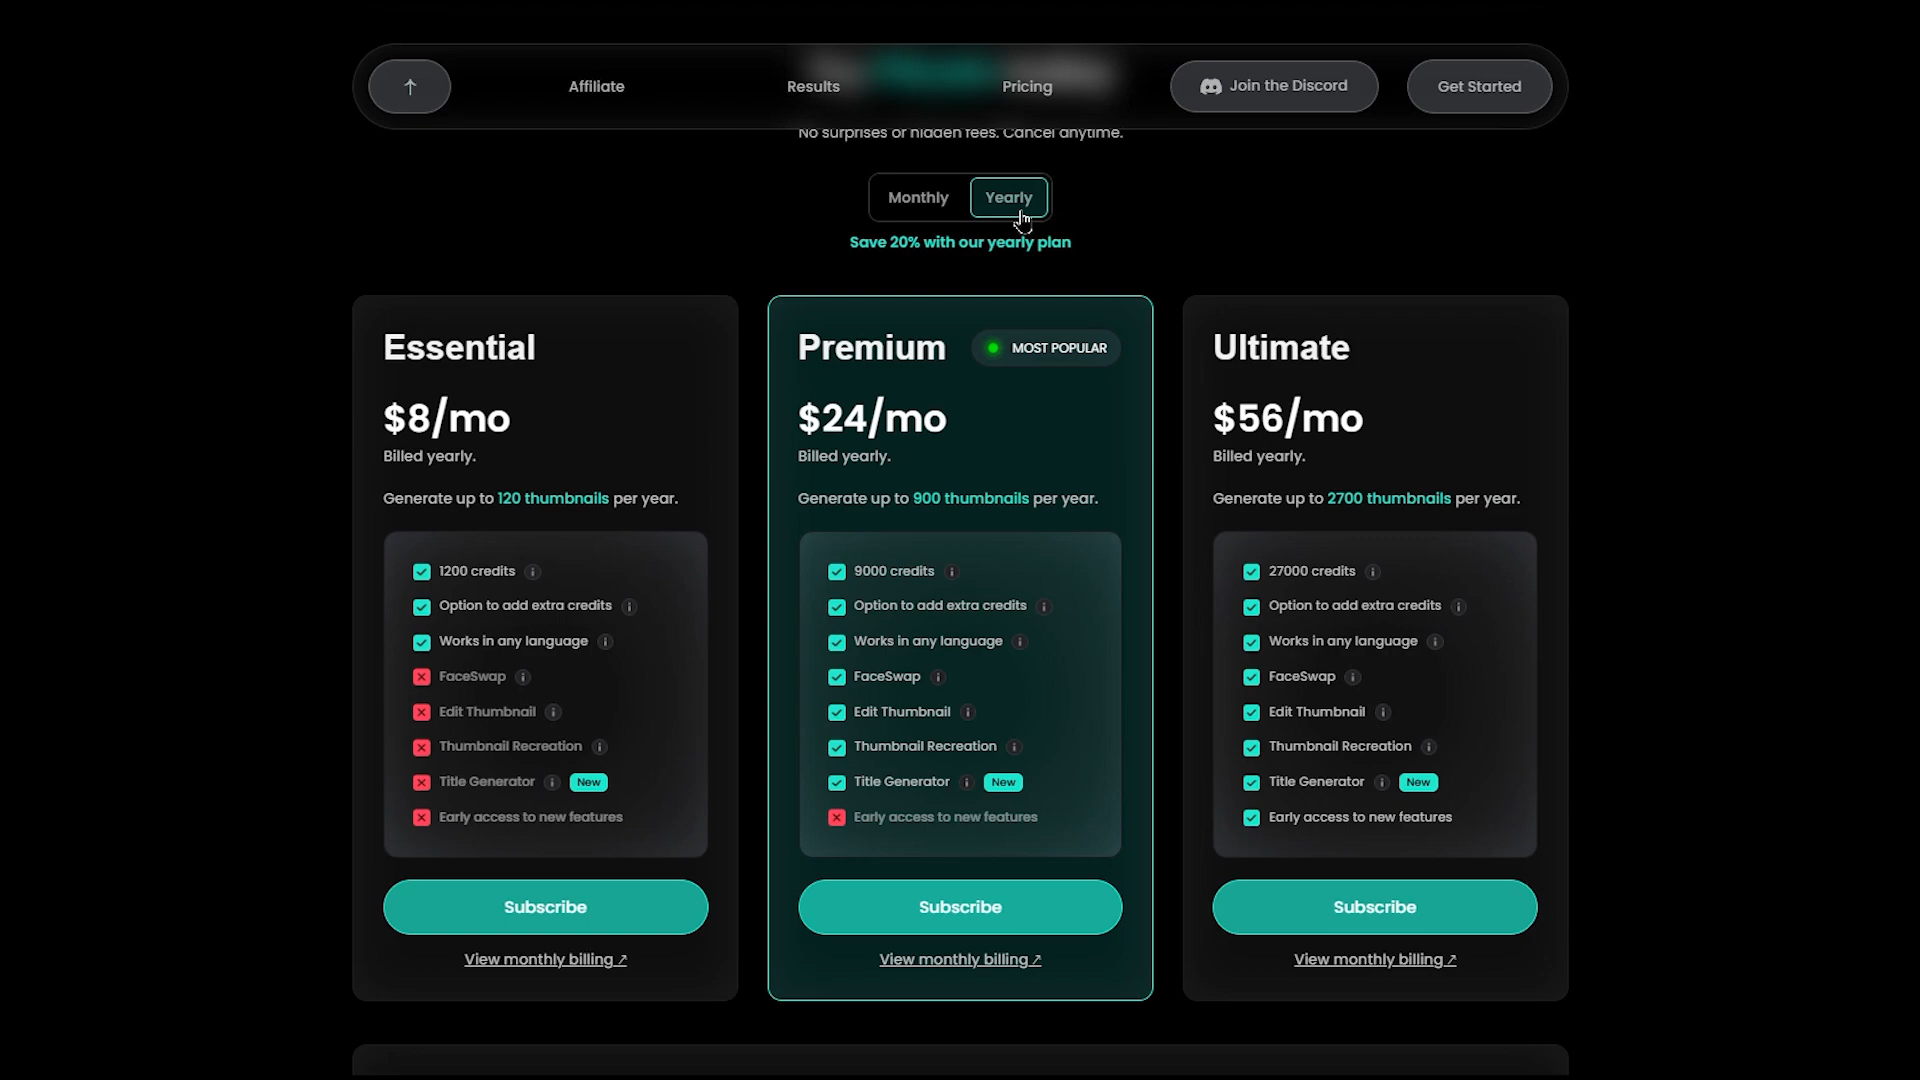 Affiliate
Results
Pricing
Join the Discord
Get Started
No surprises or hidden fees. Cancel anytime.
Monthly
Yearly
Save 20% with our yearly plan
Essential
$8/mo
Billed yearly.
Generate up to 120 thumbnails per year.
1200 credits
Option to add extra credits
Works in any language
FaceSwap
Edit Thumbnail
Thumbnail Recreation
Title Generator New
Early access to new features
Subscribe
View monthly billing ↗
Premium
MOST POPULAR
$24/mo
Billed yearly.
Generate up to 900 thumbnails per year.
9000 credits
Option to add extra credits
Works in any language
FaceSwap
Edit Thumbnail
Thumbnail Recreation
Title Generator New
Early access to new features
Subscribe
View monthly billing ↗
Ultimate
$56/mo
Billed yearly.
Generate up to 2700 thumbnails per year.
27000 credits
Option to add extra credits
Works in any language
FaceSwap
Edit Thumbnail
Thumbnail Recreation
Title Generator New
Early access to new features
Subscribe
View monthly billing ↗